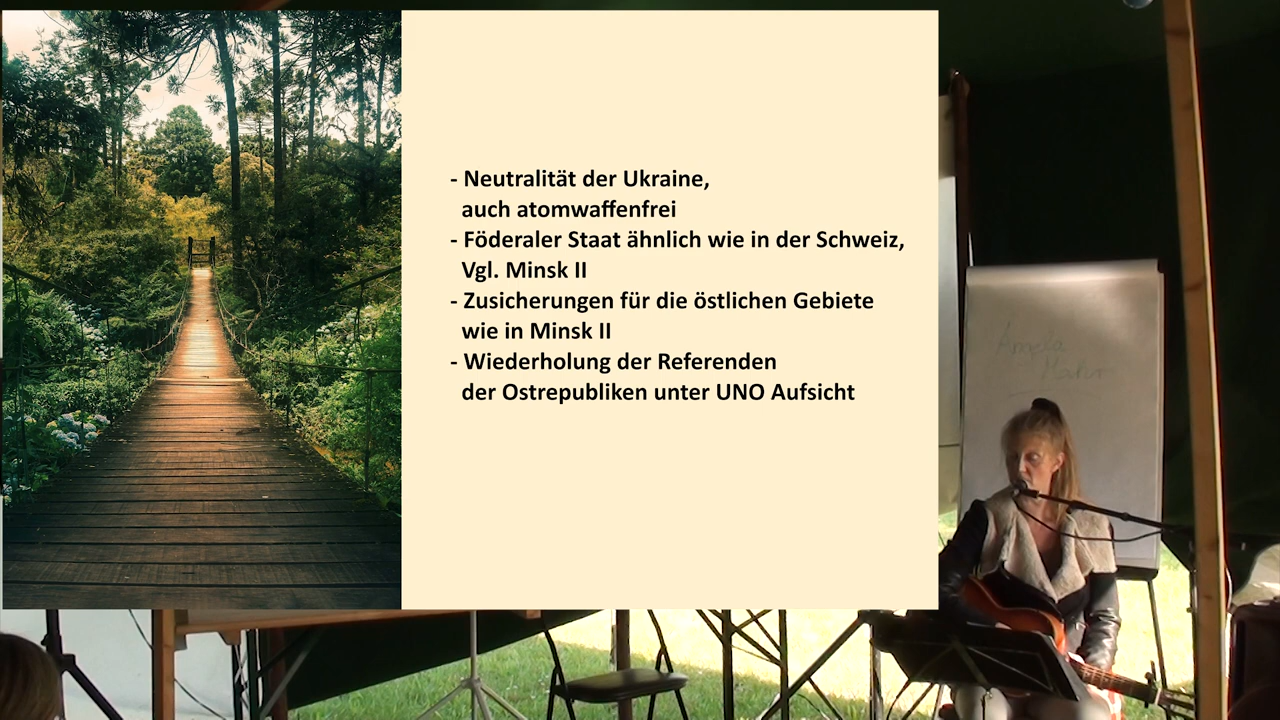 - Neutralität der Ukraine,
auch atomwaffenfrei
- Föderaler Staat ähnlich wie in der Schweiz,
Vgl. Minsk II
- Zusicherungen für die östlichen Gebiete
wie in Minsk II
- Wiederholung der Referenden
der Ostrepubliken unter UNO Aufsicht